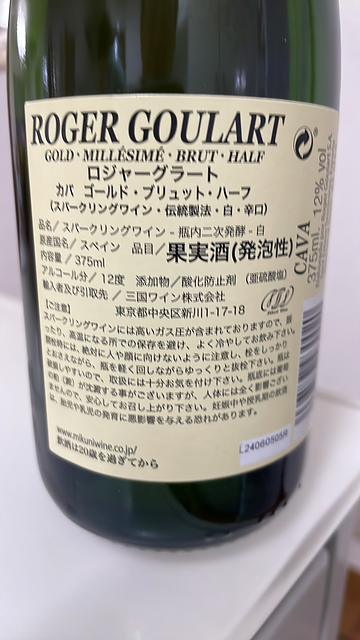 ROGER GOULART
GOLD・MILLÉSIMÉ・BRUT・HALF
ロジャーグラート
カバ ゴールド・ブリュット・ハーフ
(スパークリングワイン・伝統製法・白・辛口)
品名／スパークリングワイン - 瓶内二次発酵 - 白
原産国名／スペイン 品目／果実酒(発泡性)
内容量／375ml
アルコール分／12度 添加物／酸化防止剤 (亜硫酸塩)
輸入者及び引取先 ／ 三国ワイン株式会社
東京都中央区新川1-17-18
【ご注意】
スパークリングワインには高いガス圧が含まれておりますので、振
ったり、高温になる所での保存を避け、よく冷やしてお飲み下さい。
開栓時は、絶対に人や顔に向けないように注意し、栓をしっかり
とおさえながら、瓶を軽く回しながらゆっくりと抜栓下さい。瓶は
破損しやすいので、取扱には十分お気を付け下さい。瓶底には葡萄
の粕(澱)が沈澱する事がございますが、人体には全く影響ござい
ませんので、安心してお召し上がり下さい。妊娠中や授乳期の飲酒
は、胎児や乳児の発育に悪影響を与える恐れがあります。
www.mikuniwine.co.jp/
飲酒は20歳を過ぎてから
L24060505R
CAVA
375ml. 12% vol